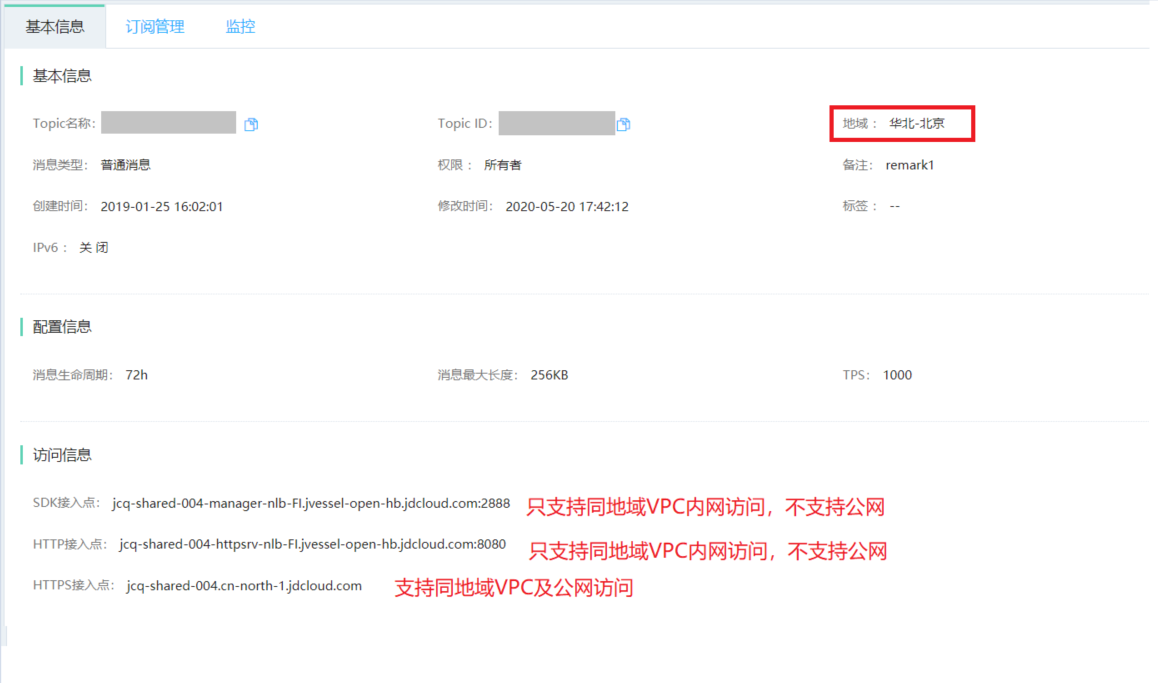 基本信息 订阅管理 监控
基本信息
Topic名称: Topic ID: 地域： 华北-北京
消息类型: 普通消息 权限： 所有者 备注: remark1
创建时间: 2019-01-25 16:02:01 修改时间: 2020-05-20 17:42:12 标签： --
IPv6： 关 闭
配置信息
消息生命周期: 72h 消息最大长度: 256KB TPS: 1000
访问信息
SDK接入点: jcq-shared-004-manager-nlb-FI.jvessel-open-hb.jdcloud.com:2888 只支持同地域VPC内网访问，不支持公网
HTTP接入点: jcq-shared-004-httpsrv-nlb-FI.jvessel-open-hb.jdcloud.com:8080 只支持同地域VPC内网访问，不支持公网
HTTPS接入点: jcq-shared-004.cn-north-1.jdcloud.com 支持同地域VPC及公网访问